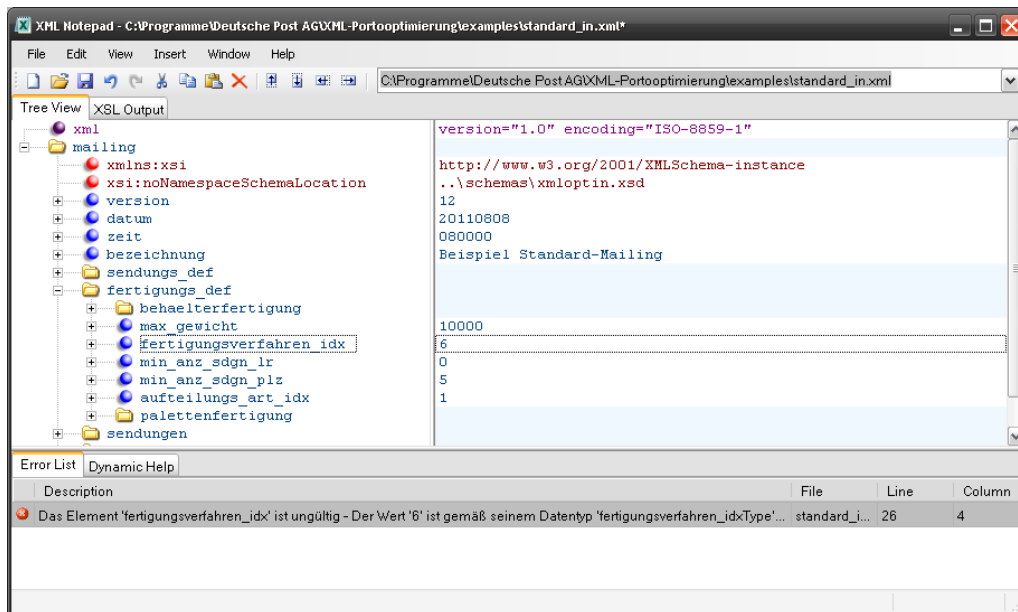 XML Notepad - C:\Programme\Deutsche Post AG\XML-Portooptimierung\examples\standard_in.xml*
File Edit View Insert Window Help
C:\Programme\Deutsche Post AG\XML-Portooptimierung\examples\standard_in.xml
Tree View XSL Output
xml version="1.0" encoding="ISO-8859-1"
mailing
xmlns:xsi http://www.w3.org/2001/XMLSchema-instance
xsi:noNamespaceSchemaLocation ..\schemas\xmloptin.xsd
version 12
datum 20110808
zeit 080000
bezeichnung Beispiel Standard-Mailing
sendungs_def
fertigungs_def
behaelterfertigung
max_gewicht 10000
fertigungsverfahren_idx 6
min_anz_sdgn_lr 0
min_anz_sdgn_plz 5
aufteilungs_art_idx 1
palettenfertigung
sendungen
Error List Dynamic Help
Description File Line Column
Das Element 'fertigungsverfahren_idx' ist ungültig - Der Wert '6' ist gemäß seinem Datentyp 'fertigungsverfahren_idxType'... standard_i... 26 4